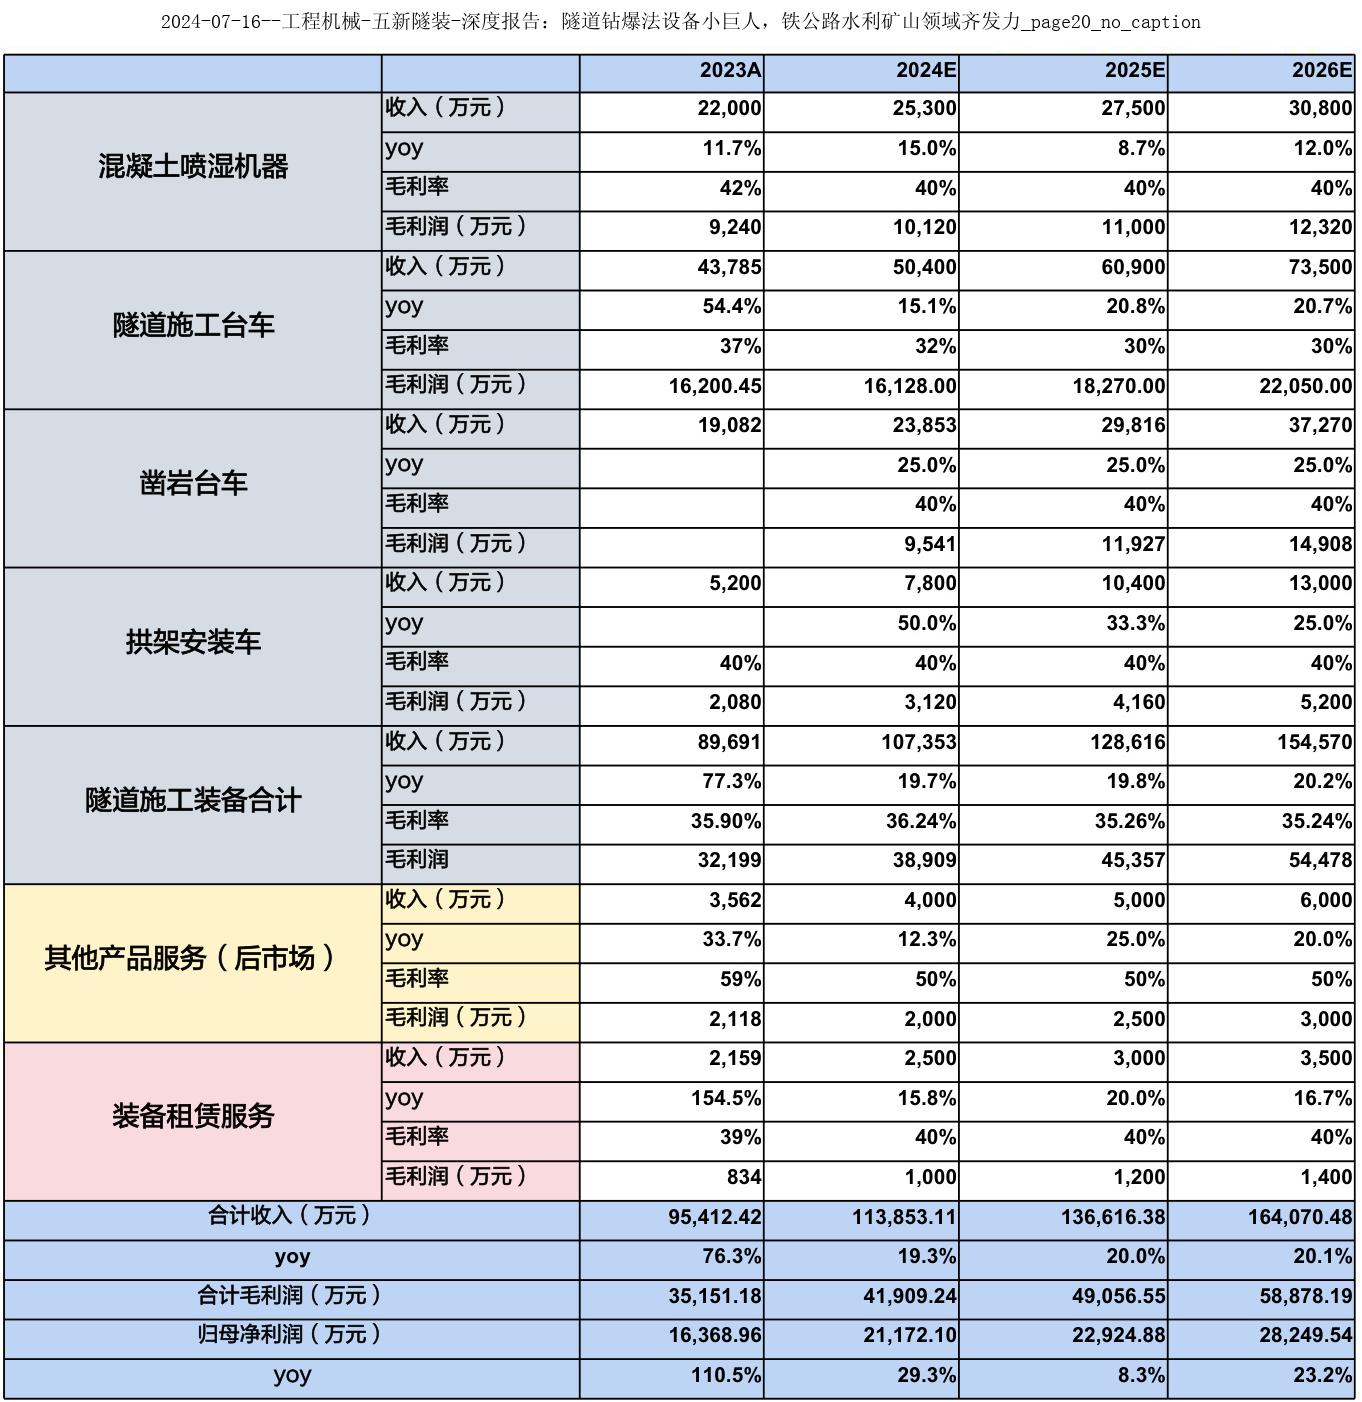 2024-07-16--工程机械-五新隧装-深度报告：隧道钻爆法设备小巨人，铁公路水利矿山领域齐发力_page20_no_caption
2023A 2024E 2025E 2026E
混凝土喷湿机器
收入（万元） 22,000 25,300 27,500 30,800
yoy 11.7% 15.0% 8.7% 12.0%
毛利率 42% 40% 40% 40%
毛利润（万元） 9,240 10,120 11,000 12,320
隧道施工台车
收入（万元） 43,785 50,400 60,900 73,500
yoy 54.4% 15.1% 20.8% 20.7%
毛利率 37% 32% 30% 30%
毛利润（万元） 16,200.45 16,128.00 18,270.00 22,050.00
凿岩台车
收入（万元） 19,082 23,853 29,816 37,270
yoy 25.0% 25.0% 25.0%
毛利率 40% 40% 40%
毛利润（万元） 9,541 11,927 14,908
拱架安装车
收入（万元） 5,200 7,800 10,400 13,000
yoy 50.0% 33.3% 25.0%
毛利率 40% 40% 40% 40%
毛利润（万元） 2,080 3,120 4,160 5,200
隧道施工装备合计
收入（万元） 89,691 107,353 128,616 154,570
yoy 77.3% 19.7% 19.8% 20.2%
毛利率 35.90% 36.24% 35.26% 35.24%
毛利润 32,199 38,909 45,357 54,478
其他产品服务（后市场）
收入（万元） 3,562 4,000 5,000 6,000
yoy 33.7% 12.3% 25.0% 20.0%
毛利率 59% 50% 50% 50%
毛利润（万元） 2,118 2,000 2,500 3,000
装备租赁服务
收入（万元） 2,159 2,500 3,000 3,500
yoy 154.5% 15.8% 20.0% 16.7%
毛利率 39% 40% 40% 40%
毛利润（万元） 834 1,000 1,200 1,400
合计收入（万元） 95,412.42 113,853.11 136,616.38 164,070.48
yoy 76.3% 19.3% 20.0% 20.1%
合计毛利润（万元） 35,151.18 41,909.24 49,056.55 58,878.19
归母净利润（万元） 16,368.96 21,172.10 22,924.88 28,249.54
yoy 110.5% 29.3% 8.3% 23.2%